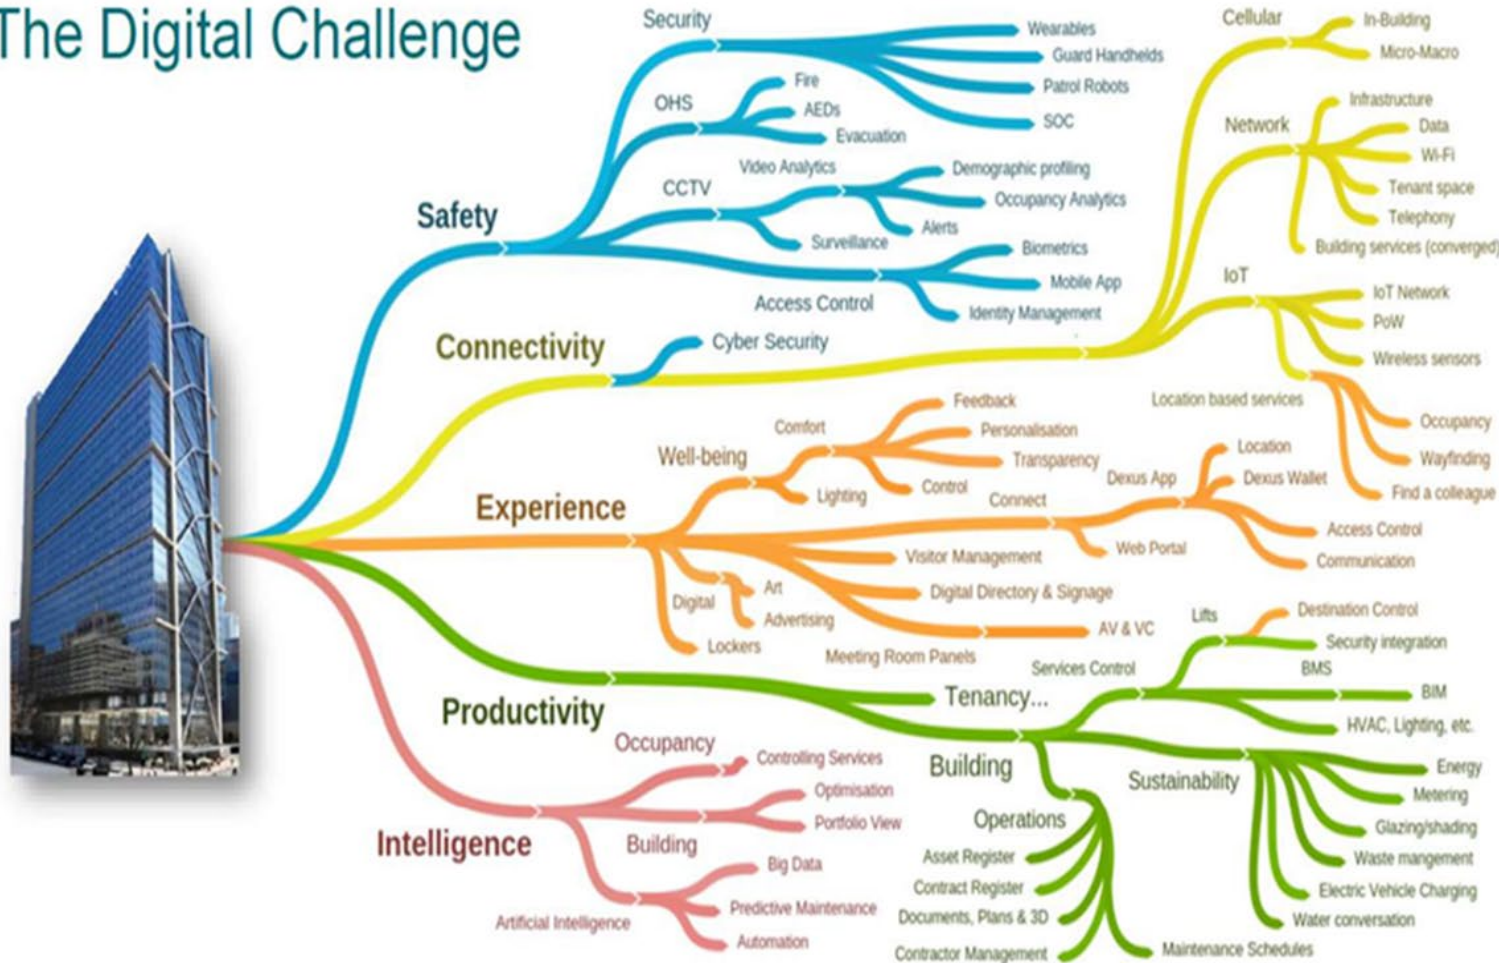 The Digital Challenge
Safety
Security
Wearables
Guard Handhelds
Patrol Robots
SOC
OHS
Fire
AEDs
Evacuation
CCTV
Video Analytics
Demographic profiling
Occupancy Analytics
Alerts
Surveillance
Access Control
Biometrics
Mobile App
Identity Management
Connectivity
Cyber Security
Cellular
In-Building
Micro-Macro
Network
Infrastructure
Data
Wi-Fi
Tenant space
Telephony
Building services (converged)
IoT
IoT Network
PoW
Wireless sensors
Location based services
Occupancy
Wayfinding
Find a colleague
Experience
Well-being
Comfort
Feedback
Personalisation
Transparency
Control
Lighting
Connect
Dexus App
Location
Dexus Wallet
Access Control
Communication
Web Portal
Visitor Management
Digital Directory & Signage
Meeting Room Panels
AV & VC
Digital
Art
Advertising
Lockers
Productivity
Tenancy...
Building
Services Control
Lifts
Destination Control
Security integration
BMS
BIM
HVAC, Lighting, etc.
Sustainability
Energy
Metering
Glazing/shading
Waste mangement
Electric Vehicle Charging
Water conversation
Operations
Asset Register
Contract Register
Documents, Plans & 3D
Contractor Management
Maintenance Schedules
Intelligence
Occupancy
Controlling Services
Building
Optimisation
Portfolio View
Artificial Intelligence
Big Data
Predictive Maintenance
Automation